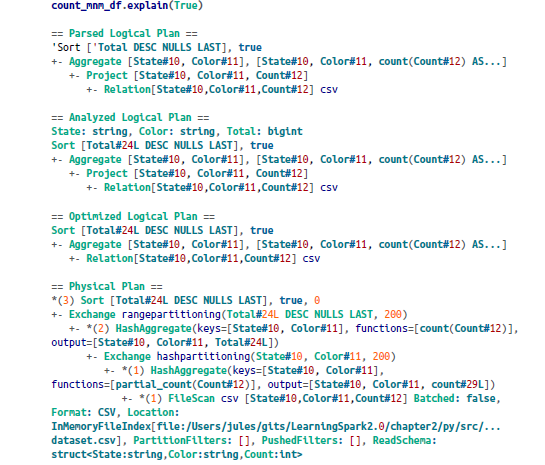 count_mnm_df.explain(True)
== Parsed Logical Plan ==
'Sort ['Total DESC NULLS LAST], true
+- Aggregate [State#10, Color#11], [State#10, Color#11, count(Count#12) AS...]
   +- Project [State#10, Color#11, Count#12]
      +- Relation[State#10,Color#11,Count#12] csv
== Analyzed Logical Plan ==
State: string, Color: string, Total: bigint
Sort [Total#24L DESC NULLS LAST], true
+- Aggregate [State#10, Color#11], [State#10, Color#11, count(Count#12) AS...]
   +- Project [State#10, Color#11, Count#12]
      +- Relation[State#10,Color#11,Count#12] csv
== Optimized Logical Plan ==
Sort [Total#24L DESC NULLS LAST], true
+- Aggregate [State#10, Color#11], [State#10, Color#11, count(Count#12) AS...]
   +- Relation[State#10,Color#11,Count#12] csv
== Physical Plan ==
*(3) Sort [Total#24L DESC NULLS LAST], true, 0
+- Exchange rangepartitioning(Total#24L DESC NULLS LAST, 200)
   +- *(2) HashAggregate(keys=[State#10, Color#11], functions=[count(Count#12)],
output=[State#10, Color#11, Total#24L])
      +- Exchange hashpartitioning(State#10, Color#11, 200)
         +- *(1) HashAggregate(keys=[State#10, Color#11],
functions=[partial_count(Count#12)], output=[State#10, Color#11, count#29L])
            +- *(1) FileScan csv [State#10,Color#11,Count#12] Batched: false,
Format: CSV, Location:
InMemoryFileIndex[file:/Users/jules/gits/LearningSpark2.0/chapter2/py/src/...
dataset.csv], PartitionFilters: [], PushedFilters: [], ReadSchema:
struct<State:string,Color:string,Count:int>